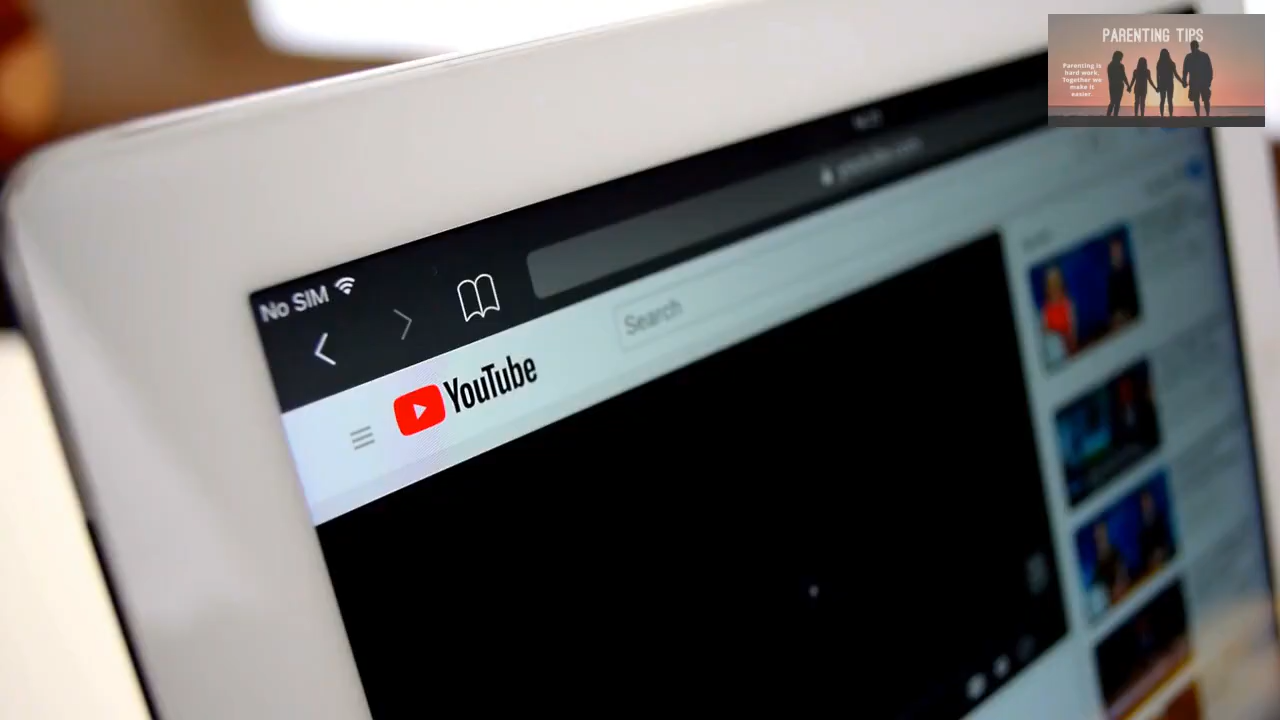 PARENTING TIPS
Parenting is
hard work.
Together we
make it
easier.
No SIM
YouTube
Search